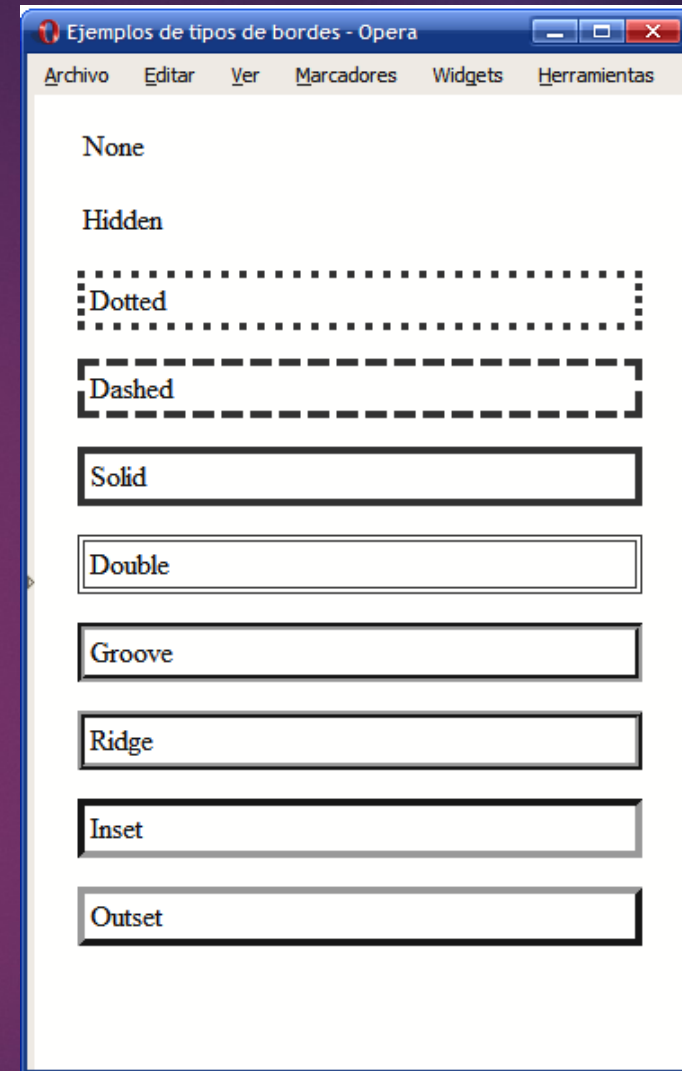 Ejemplos de tipos de bordes - Opera
Archivo Editar Ver Marcadores Widgets Herramientas
None
Hidden
Dotted
Dashed
Solid
Double
Groove
Ridge
Inset
Outset